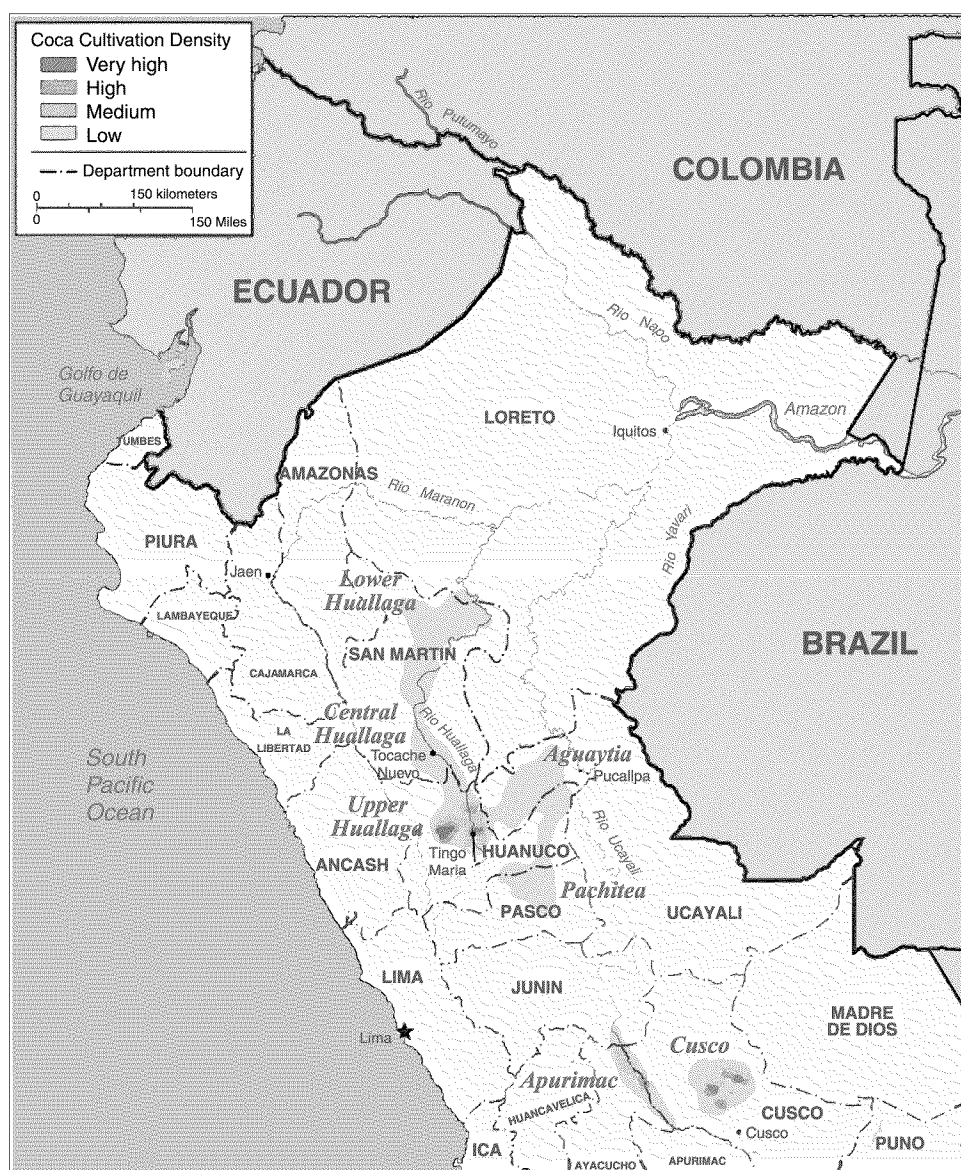 Coca Cultivation Density
Very high
High
Medium
Low
Department boundary
0 150 kilometers
0 150 Miles
Rio Putumayo
COLOMBIA
ECUADOR
Rio Napo
Golfo de
Guayaquil
LORETO
Amazon
Iquitos
TUMBES
AMAZONAS
Rio Maranon
Rio Yavari
PIURA
Jaen
Lower
Huallaga
LAMBAYEQUE
BRAZIL
SAN MARTIN
CAJAMARCA
Central
Huallaga
Rio Huallaga
LA
LIBERTAD
Tocache
Nuevo
Aguaytia
Pucallpa
South
Pacific
Ocean
Upper
Huallaga
Rio Ucayali
Tingo
Maria
HUANUCO
ANCASH
Pachitea
PASCO
UCAYALI
LIMA
JUNIN
MADRE
DE DIOS
Lima
Cusco
Apurimac
HUANCAVELICA
CUSCO
Cusco
ICA
PUNO
AYACUCHO
APURIMAC